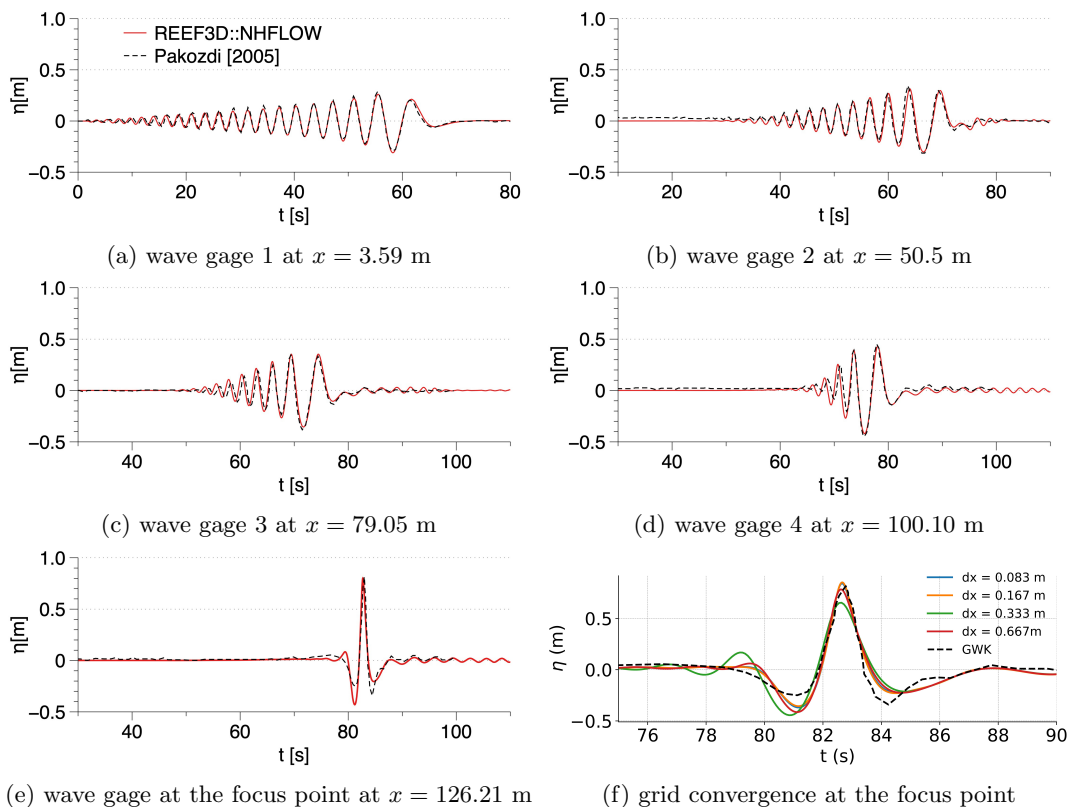 1.0
REEF3D::NHFLOW
Pakozdi [2005]
0.5
η[m]
0
−0.5
0 20 40 60 80
t [s]
(a) wave gage 1 at x = 3.59 m
1.0
0.5
η[m]
0
−0.5
20 40 60 80
t [s]
(b) wave gage 2 at x = 50.5 m
1.0
0.5
η[m]
0
−0.5
40 60 80 100
t [s]
(c) wave gage 3 at x = 79.05 m
1.0
0.5
η[m]
0
−0.5
40 60 80 100
t [s]
(d) wave gage 4 at x = 100.10 m
1.0
0.5
η[m]
0
−0.5
40 60 80 100
t [s]
(e) wave gage at the focus point at x = 126.21 m
dx = 0.083 m
dx = 0.167 m
dx = 0.333 m
dx = 0.667m
GWK
0.5
η (m)
0.0
−0.5
76 78 80 82 84 86 88 90
t (s)
(f) grid convergence at the focus point